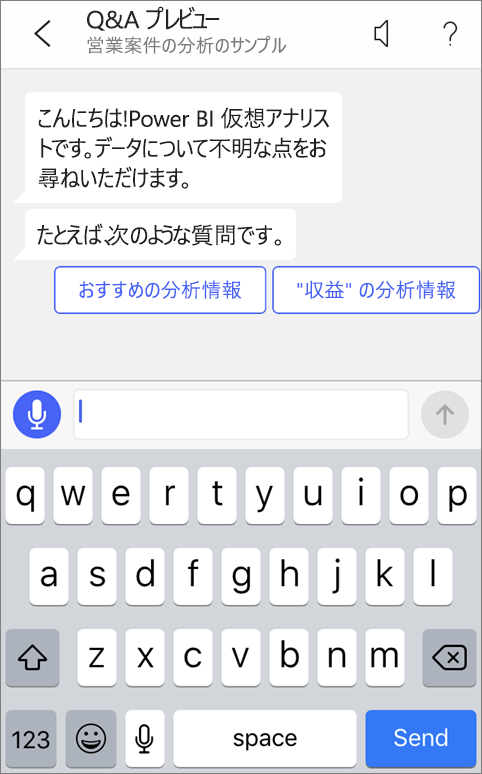 Q&A プレビュー
営業案件の分析のサンプル
?
こんにちは!Power BI 仮想アナリス
トです。データについて不明な点をお
尋ねいただけます。
たとえば、次のような質問です。
おすすめの分析情報 "収益" の分析情報
q w e r t y u i o p
a s d f g h j k l
z x c v b n m
123 space Send